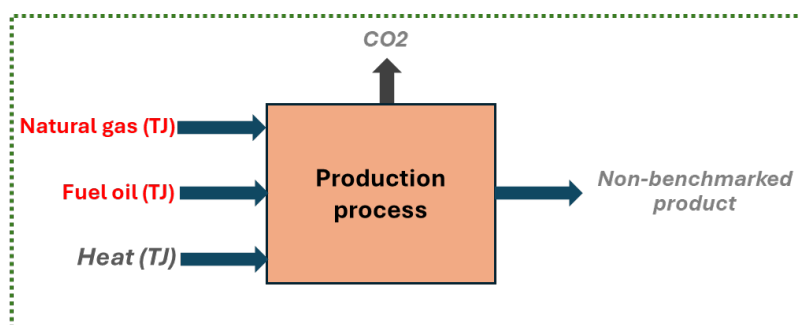 CO2
Natural gas (TJ)
Fuel oil (TJ)
Heat (TJ)
Production
process
Non-benchmarked
product